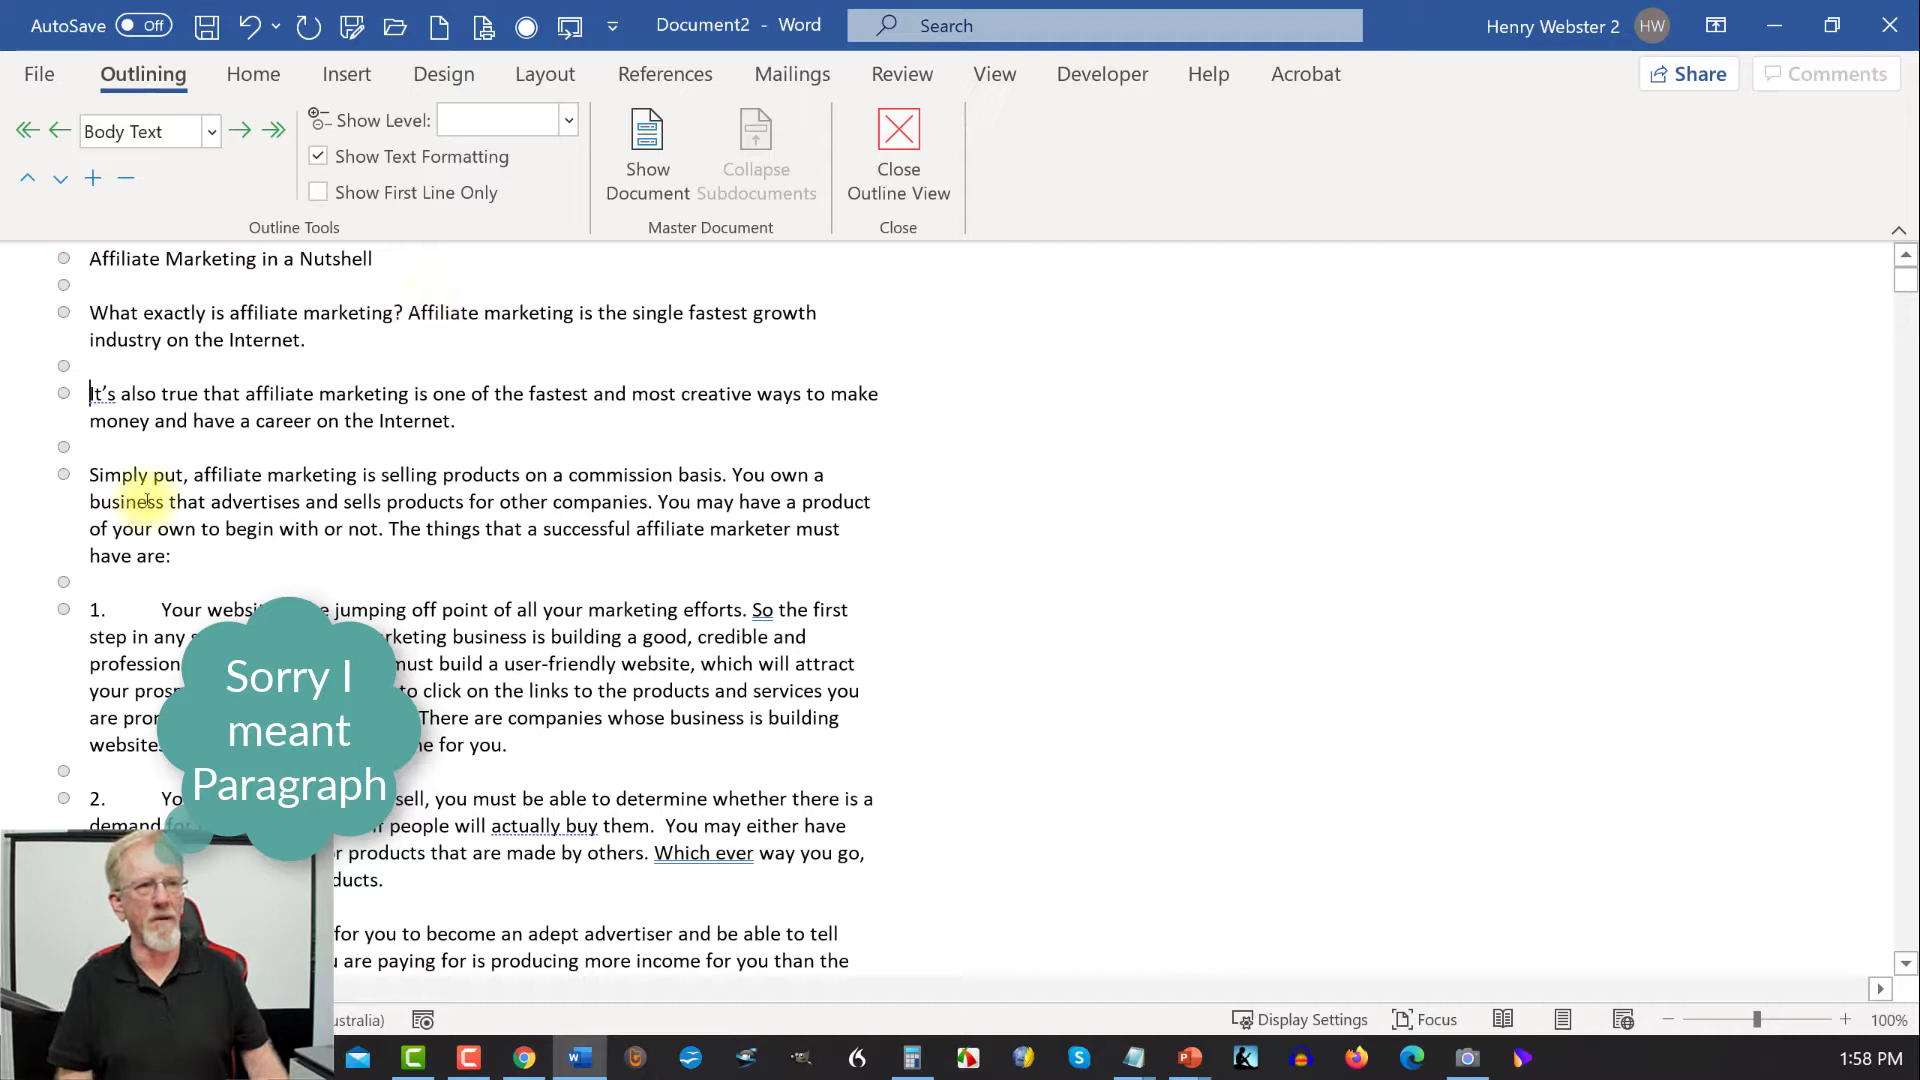 AutoSave Off Document2 - Word Search Henry Webster 2 HW
File Outlining Home Insert Design Layout References Mailings Review View Developer Help Acrobat Share Comments
Body Text
Show Level:
Show Text Formatting
Show First Line Only
Outline Tools
Show Document
Collapse Subdocuments
Master Document
Close Outline View
Close
Affiliate Marketing in a Nutshell
What exactly is affiliate marketing? Affiliate marketing is the single fastest growth
industry on the Internet.
It's also true that affiliate marketing is one of the fastest and most creative ways to make
money and have a career on the Internet.
Simply put, affiliate marketing is selling products on a commission basis. You own a
business that advertises and sells products for other companies. You may have a product
of your own to begin with or not. The things that a successful affiliate marketer must
have are:
1. Your jumping off point of all your marketing efforts. So the first
step in any business is building a good, credible and
must build a user-friendly website, which will attract
your to click on the links to the products and services you
are There are companies whose business is building
for you.
2. sell, you must be able to determine whether there is a
demand people will actually buy them. You may either have
products that are made by others. Which ever way you go,
for you to become an adept advertiser and be able to tell
are paying for is producing more income for you than the
Sorry I
meant
Paragraph
Display Settings Focus 100%
1:58 PM